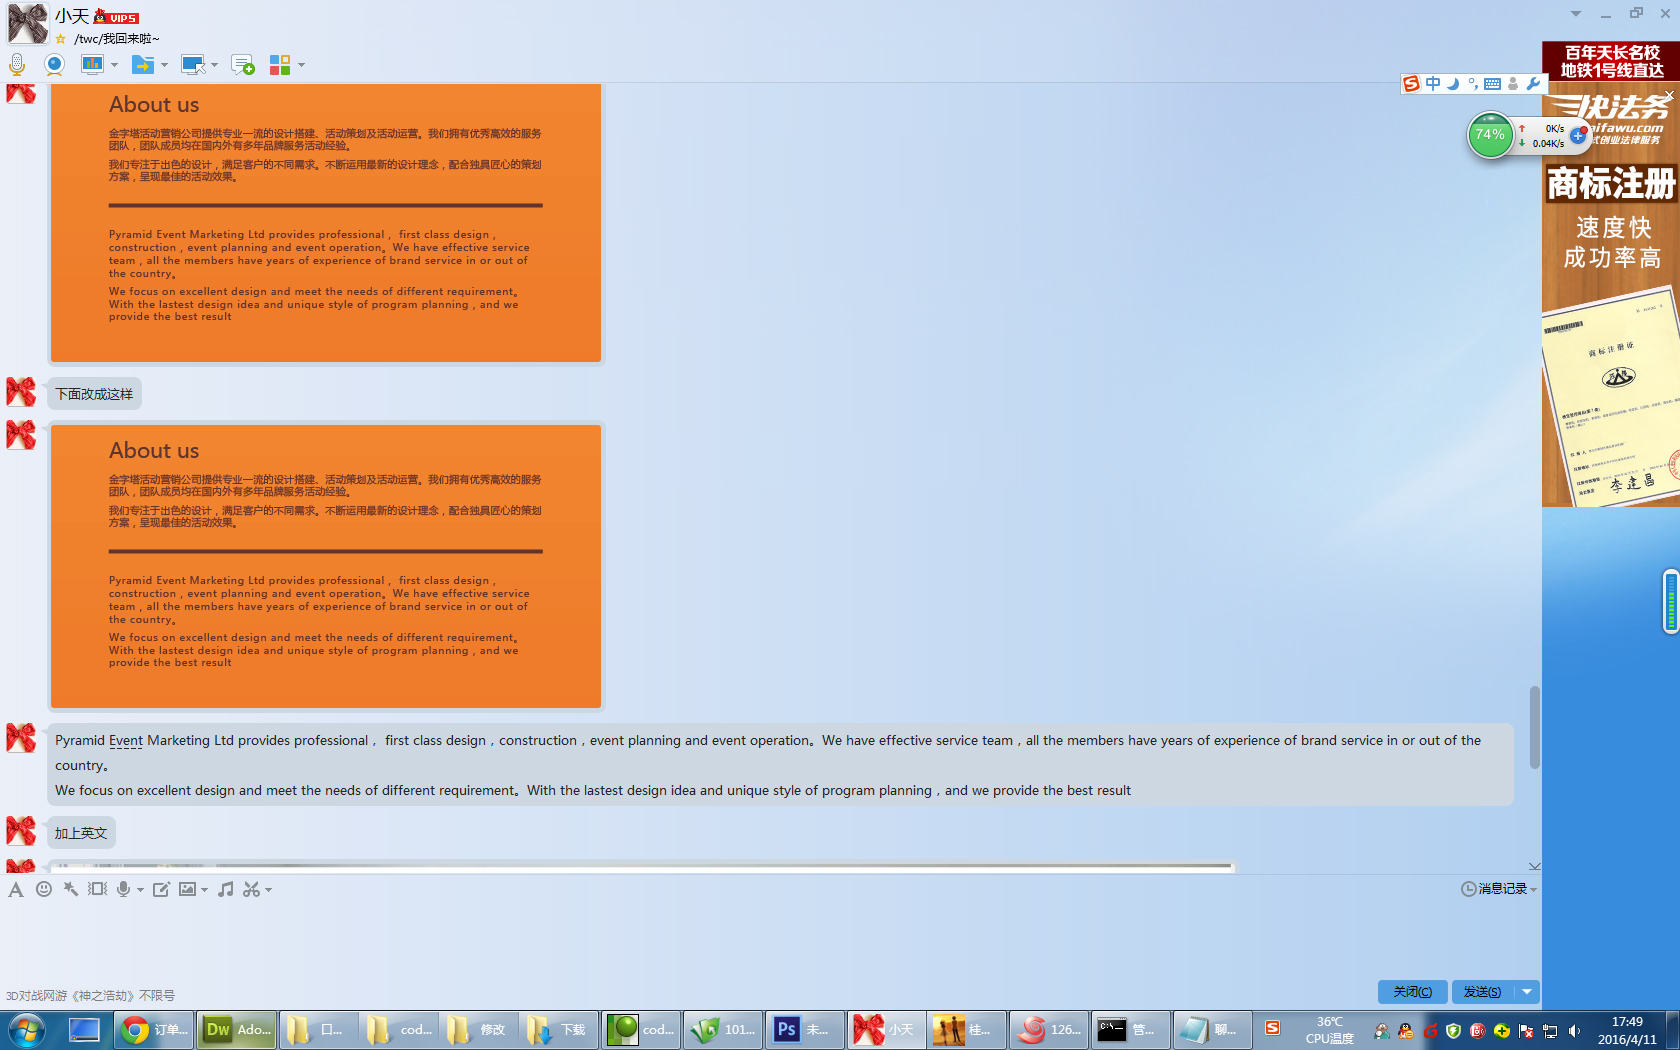 小天 VIP5
/twc/我回来啦~
About us
金字塔活动营销公司提供专业一流的设计搭建、活动策划及活动运营。我们拥有优秀高效的服务
团队，团队成员均在国内外有多年品牌服务活动经验。
我们专注于出色的设计，满足客户的不同需求。不断运用最新的设计理念，配合独具匠心的策划
方案，呈现最佳的活动效果。
Pyramid Event Marketing Ltd provides professional， first class design，
construction，event planning and event operation。We have effective service
team，all the members have years of experience of brand service in or out of
the country。
We focus on excellent design and meet the needs of different requirement。
With the lastest design idea and unique style of program planning，and we
provide the best result
下面改成这样
About us
金字塔活动营销公司提供专业一流的设计搭建、活动策划及活动运营。我们拥有优秀高效的服务
团队，团队成员均在国内外有多年品牌服务活动经验。
我们专注于出色的设计，满足客户的不同需求。不断运用最新的设计理念，配合独具匠心的策划
方案，呈现最佳的活动效果。
Pyramid Event Marketing Ltd provides professional， first class design，
construction，event planning and event operation。We have effective service
team，all the members have years of experience of brand service in or out of
the country。
We focus on excellent design and meet the needs of different requirement。
With the lastest design idea and unique style of program planning，and we
provide the best result
Pyramid Event Marketing Ltd provides professional， first class design，construction，event planning and event operation。We have effective service team，all the members have years of experience of brand service in or out of the
country。
We focus on excellent design and meet the needs of different requirement。With the lastest design idea and unique style of program planning，and we provide the best result
加上英文
消息记录
3D对战网游《神之浩劫》不限号
关闭(C) 发送(S)
百年天长名校
地铁1号线直达
中
74% 0K/s
0.04K/s
快法务
aifawu.com
式创业法律服务
商标注册
速度快
成功率高
商标注册证
李建昌
订单... Dw Ado... 口... cod... 修改 下载 cod... 101... Ps 未... 小天 桂... 126... C:\ 管... 聊...
36℃
CPU温度
17:49
2016/4/11